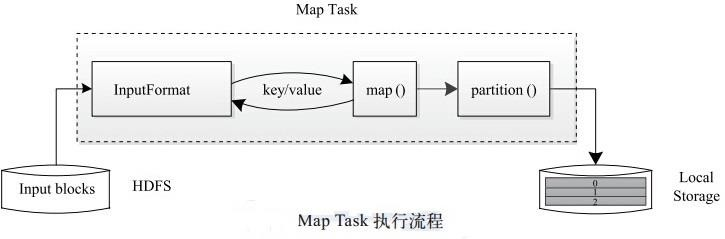 Map Task
InputFormat
key/value
map ()
partition ()
Input blocks
HDFS
0
1
2
Local
Storage
Map Task 执行流程